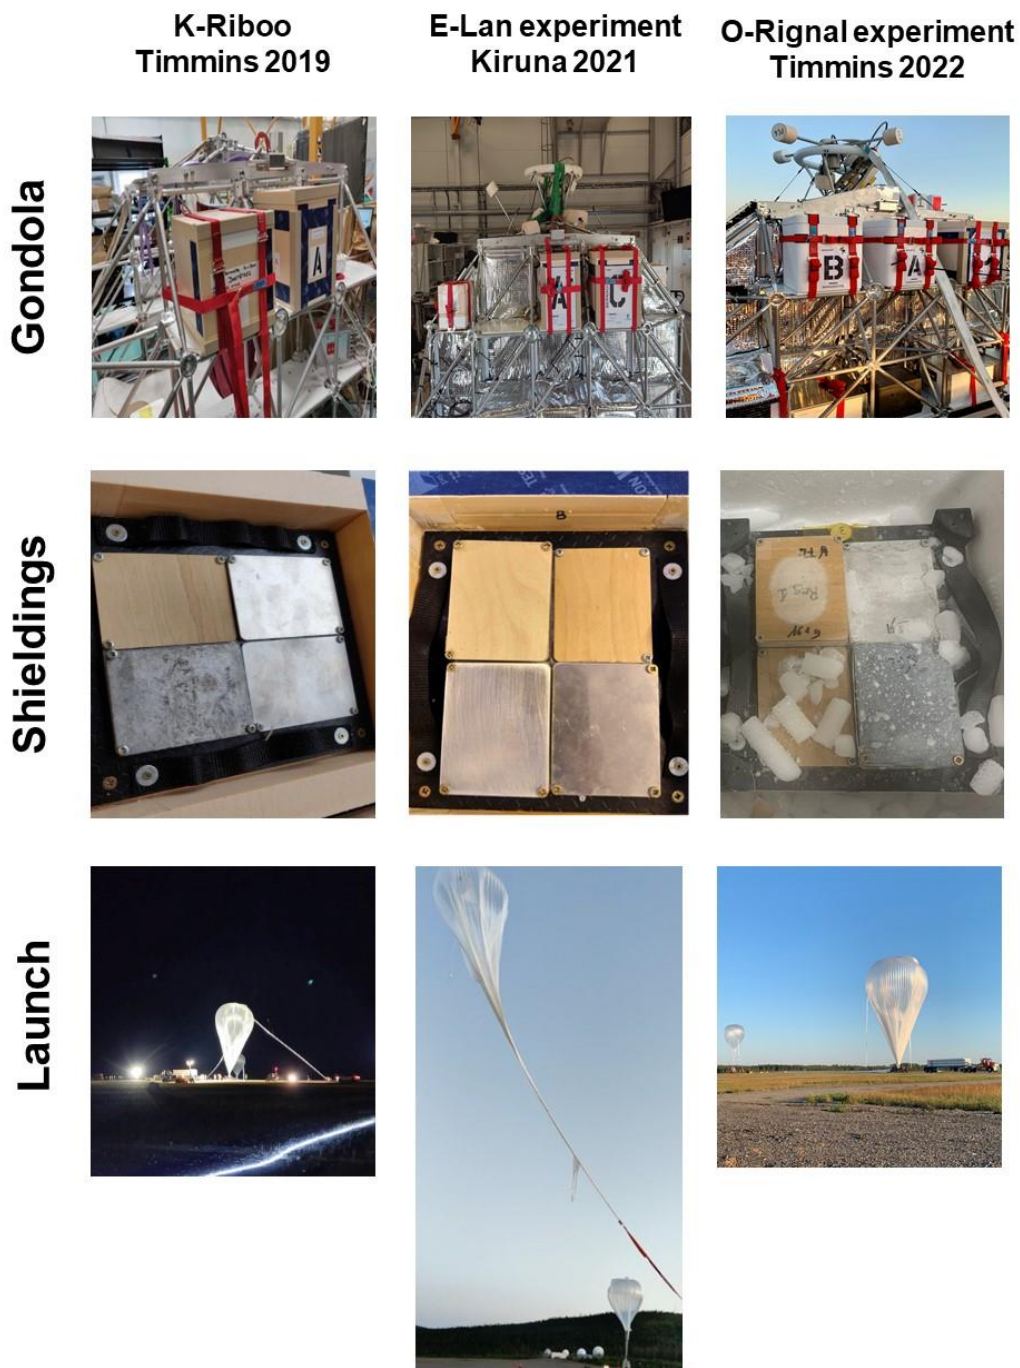 K-Riboo
Timmins 2019
E-Lan experiment
Kiruna 2021
O-Rignal experiment
Timmins 2022
Gondola
A
A
C
B
A
Shieldings
B
Launch